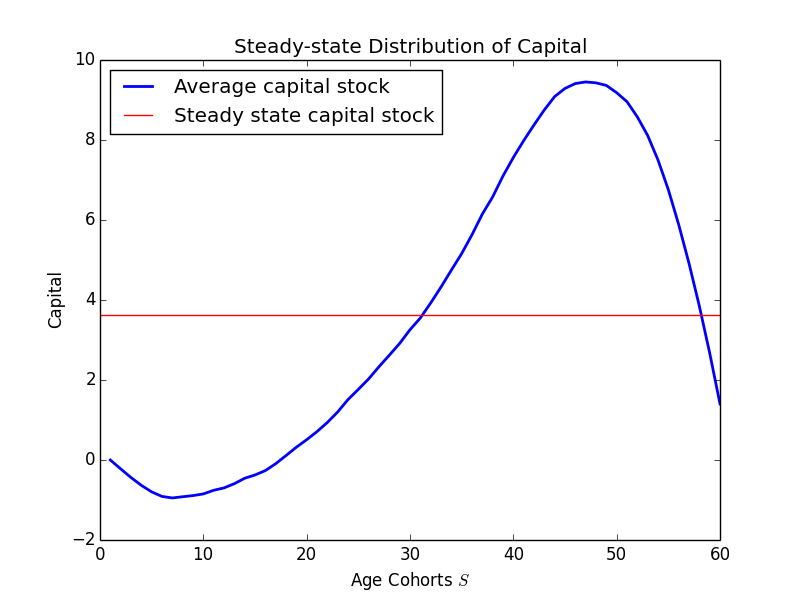 Steady-state Distribution of Capital
Average capital stock
Steady state capital stock
10
8
6
4
2
0
−2
Capital
0 10 20 30 40 50 60
Age Cohorts S